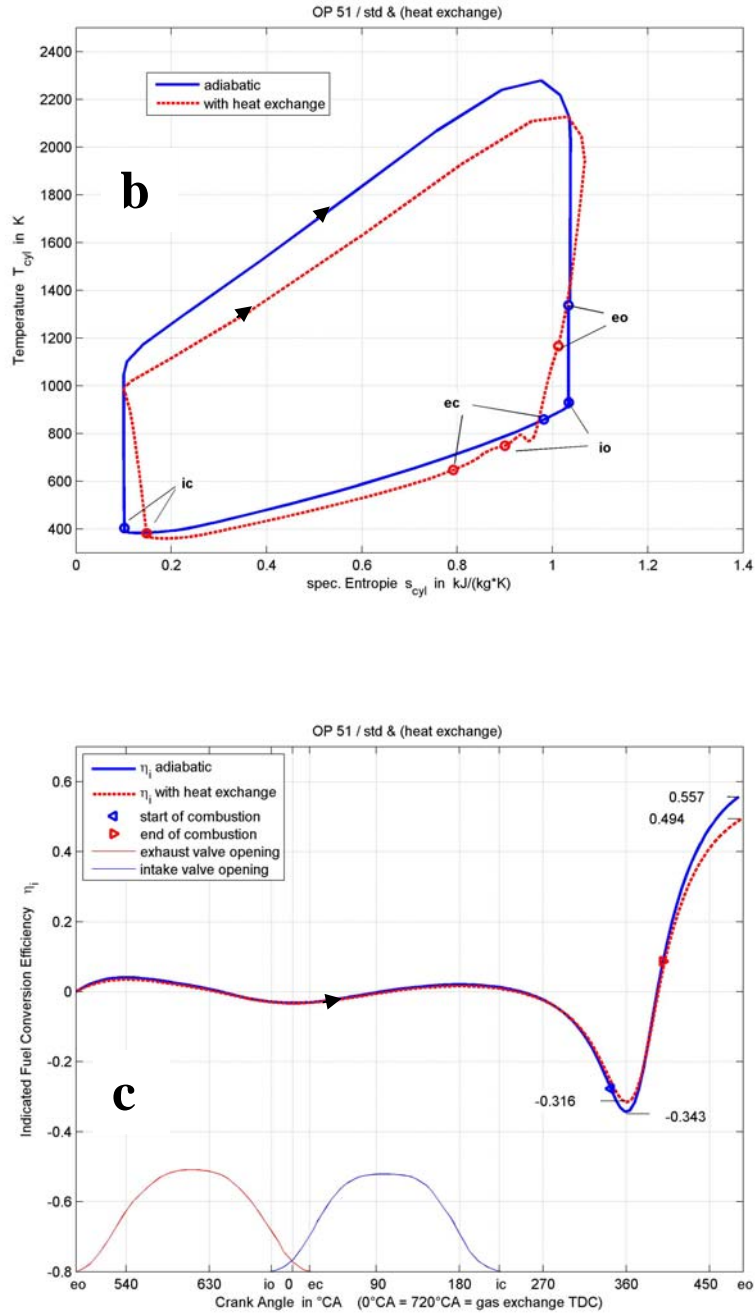 OP 51 / std & (heat exchange)
2400
2200
2000
1800
1600
1400
1200
1000
800
600
400
Temperature T_cyl in K
adiabatic
with heat exchange
b
eo
ec
io
ic
0 0.2 0.4 0.6 0.8 1 1.2 1.4
spec. Entropie s_cyl in kJ/(kg*K)
OP 51 / std & (heat exchange)
0.6
0.4
0.2
0
-0.2
-0.4
-0.6
-0.8
Indicated Fuel Conversion Efficiency η_i
η_i adiabatic
η_i with heat exchange
start of combustion
end of combustion
exhaust valve opening
intake valve opening
0.557
0.494
-0.316
-0.343
c
eo 540 630 io 0 ec 90 180 ic 270 360 450 eo
Crank Angle in °CA (0°CA = 720°CA = gas exchange TDC)